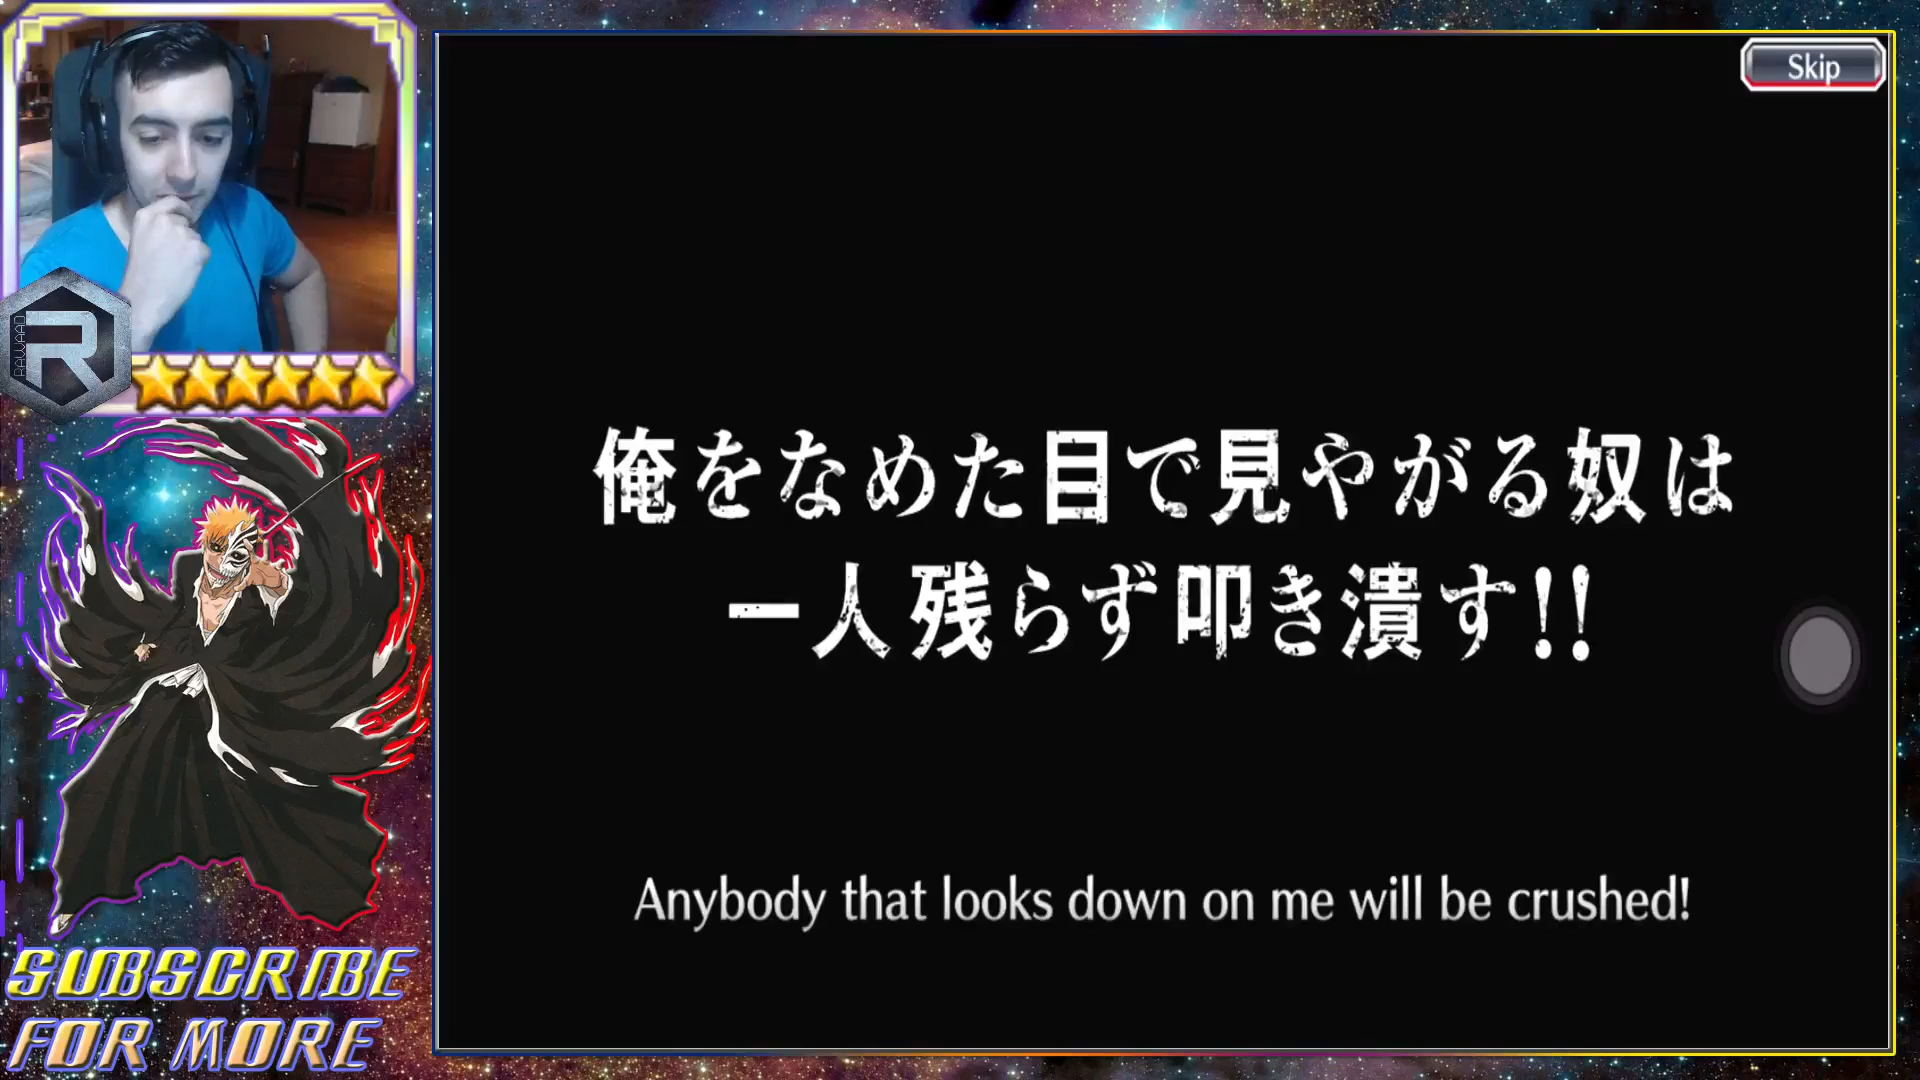 Skip
R
RAWAAD
俺をなめた目で見やがる奴は
一人残らず叩き潰す!!
Anybody that looks down on me will be crushed!
SUBSCRIBE
FOR MORE